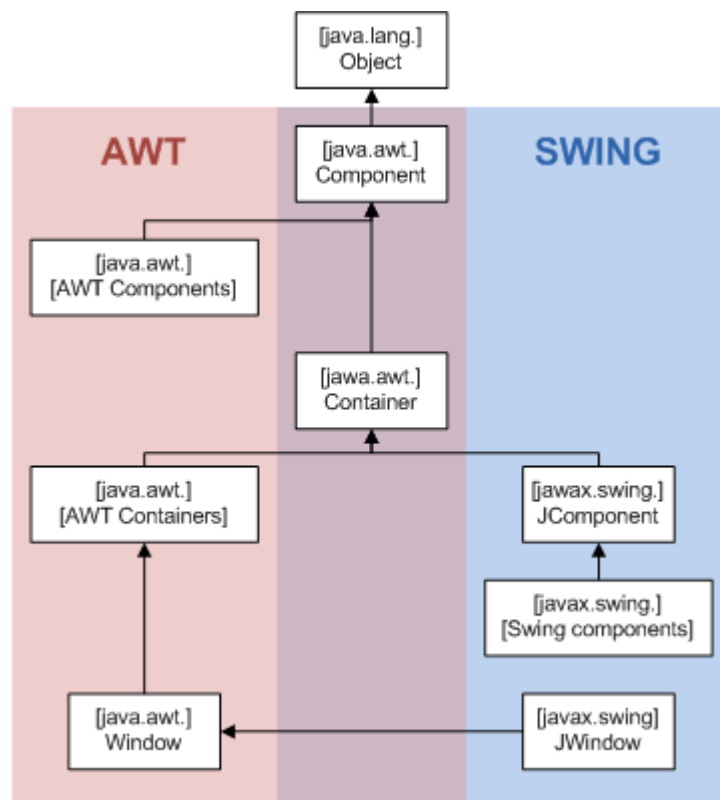 [java.lang.]
Object
AWT
[java.awt.]
Component
SWING
[java.awt.]
[AWT Components]
[jawa.awt.]
Container
[java.awt.]
[AWT Containers]
[jawax.swing.]
JComponent
[javax.swing.]
[Swing components]
[java.awt.]
Window
[javax.swing]
JWindow